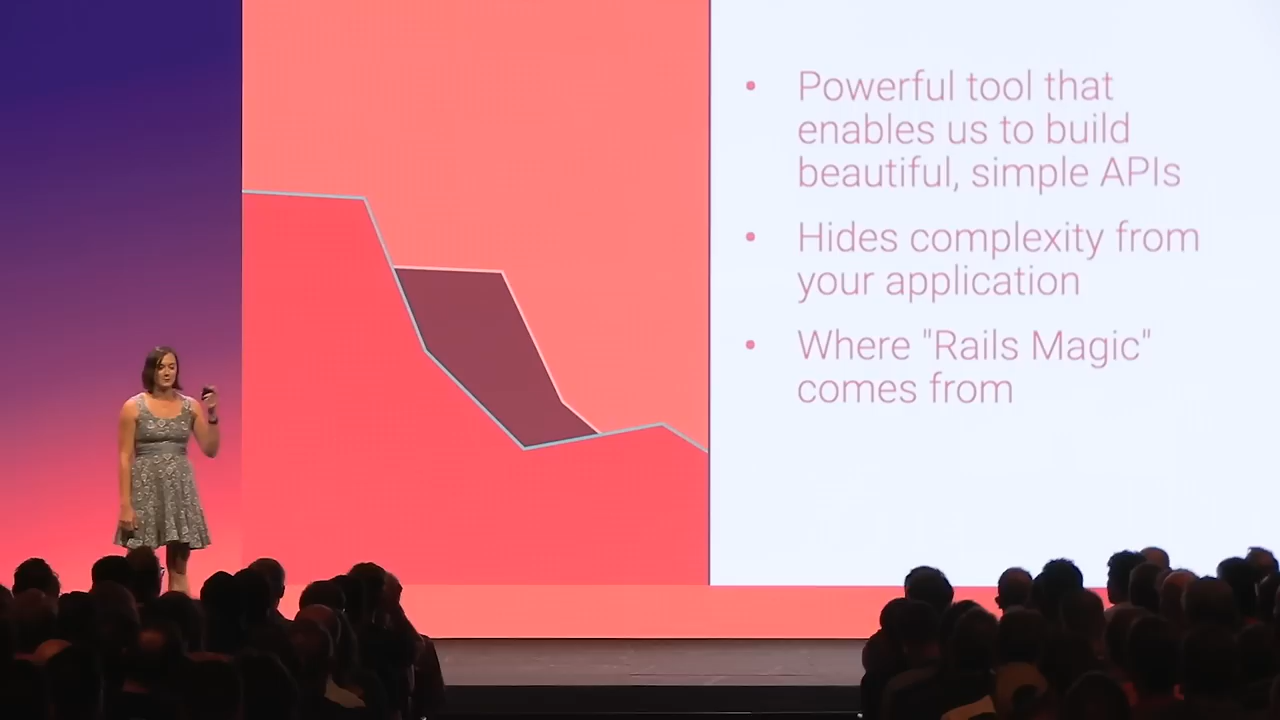 • Powerful tool that
enables us to build
beautiful, simple APIs
• Hides complexity from
your application
• Where "Rails Magic"
comes from